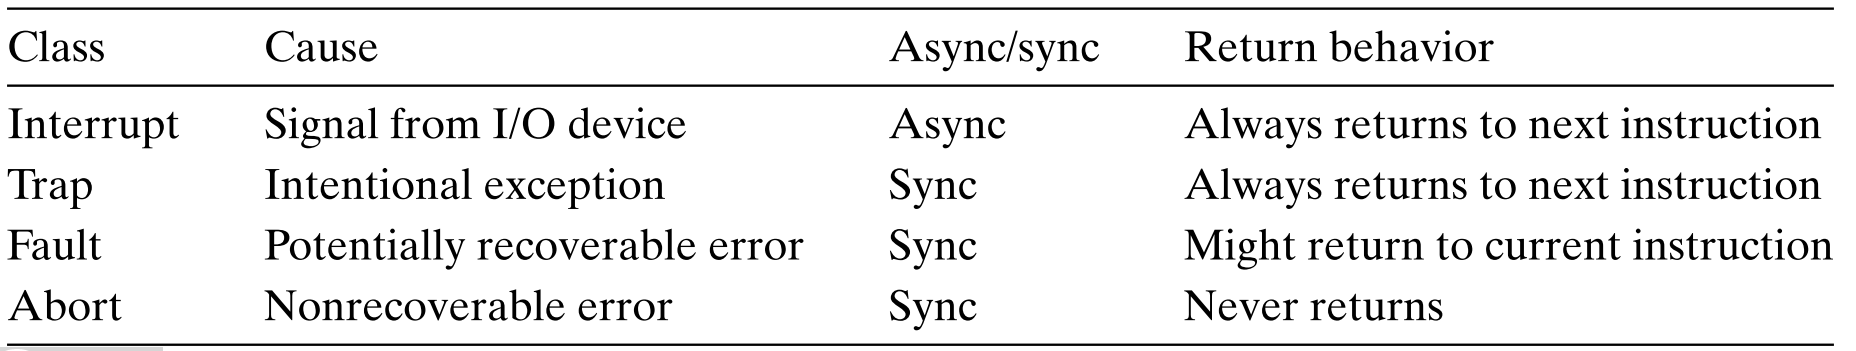 Class Cause Async/sync Return behavior
Interrupt Signal from I/O device Async Always returns to next instruction
Trap Intentional exception Sync Always returns to next instruction
Fault Potentially recoverable error Sync Might return to current instruction
Abort Nonrecoverable error Sync Never returns